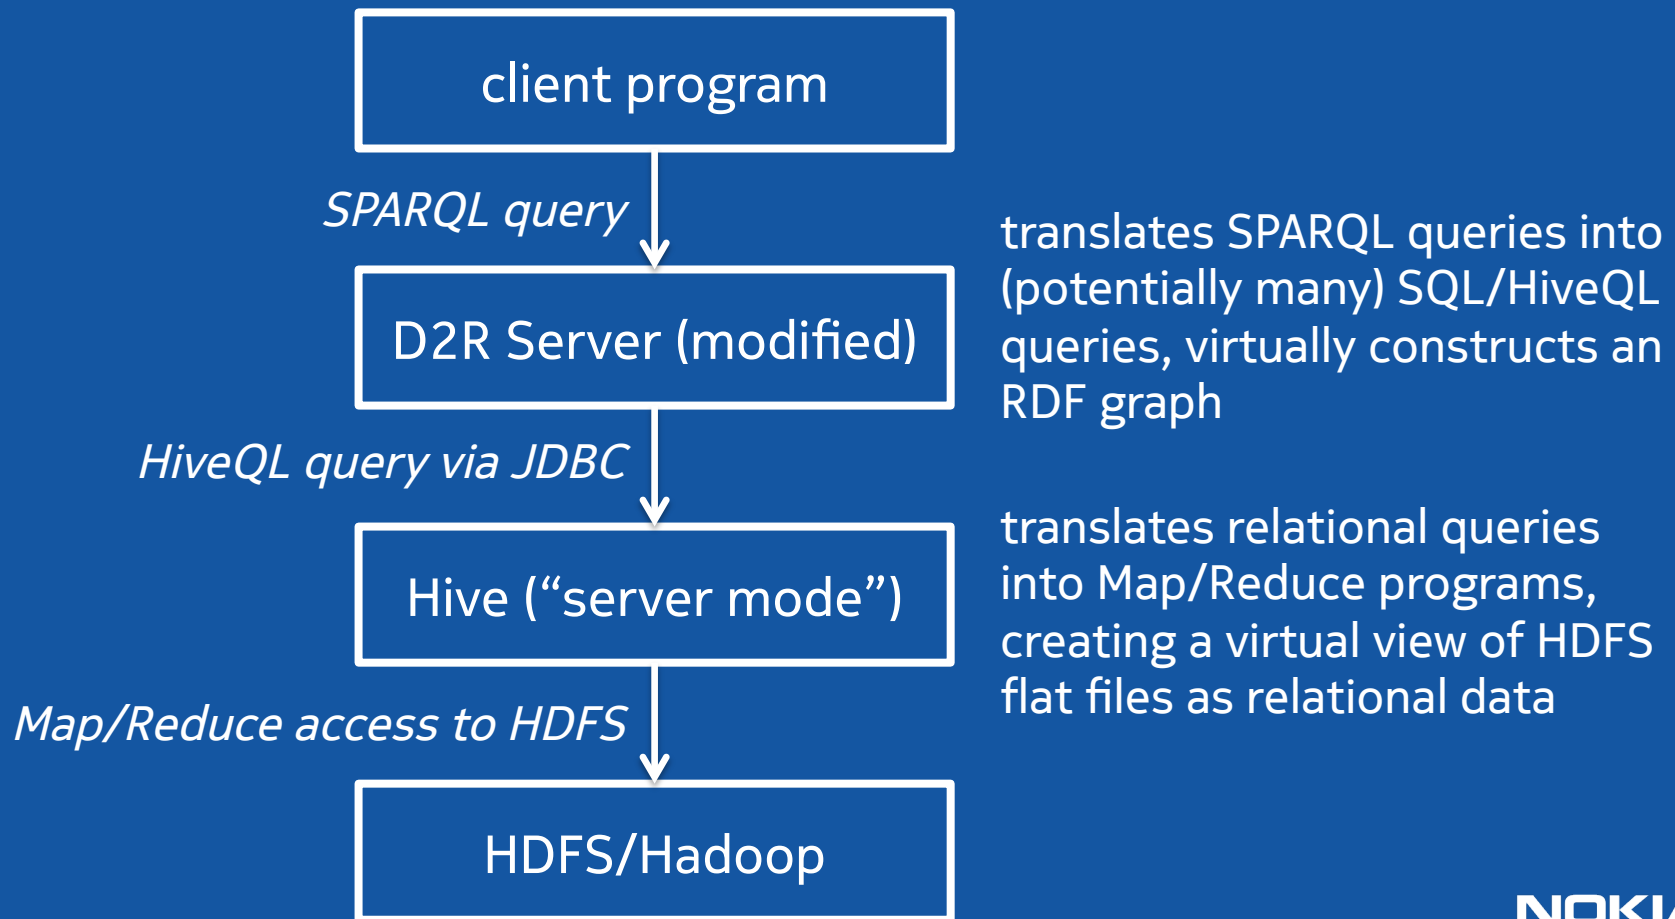 client program
SPARQL query
translates SPARQL queries into
(potentially many) SQL/HiveQL
queries, virtually constructs an
RDF graph
D2R Server (modified)
HiveQL query via JDBC
translates relational queries
into Map/Reduce programs,
creating a virtual view of HDFS
flat files as relational data
Hive (“server mode”)
Map/Reduce access to HDFS
HDFS/Hadoop